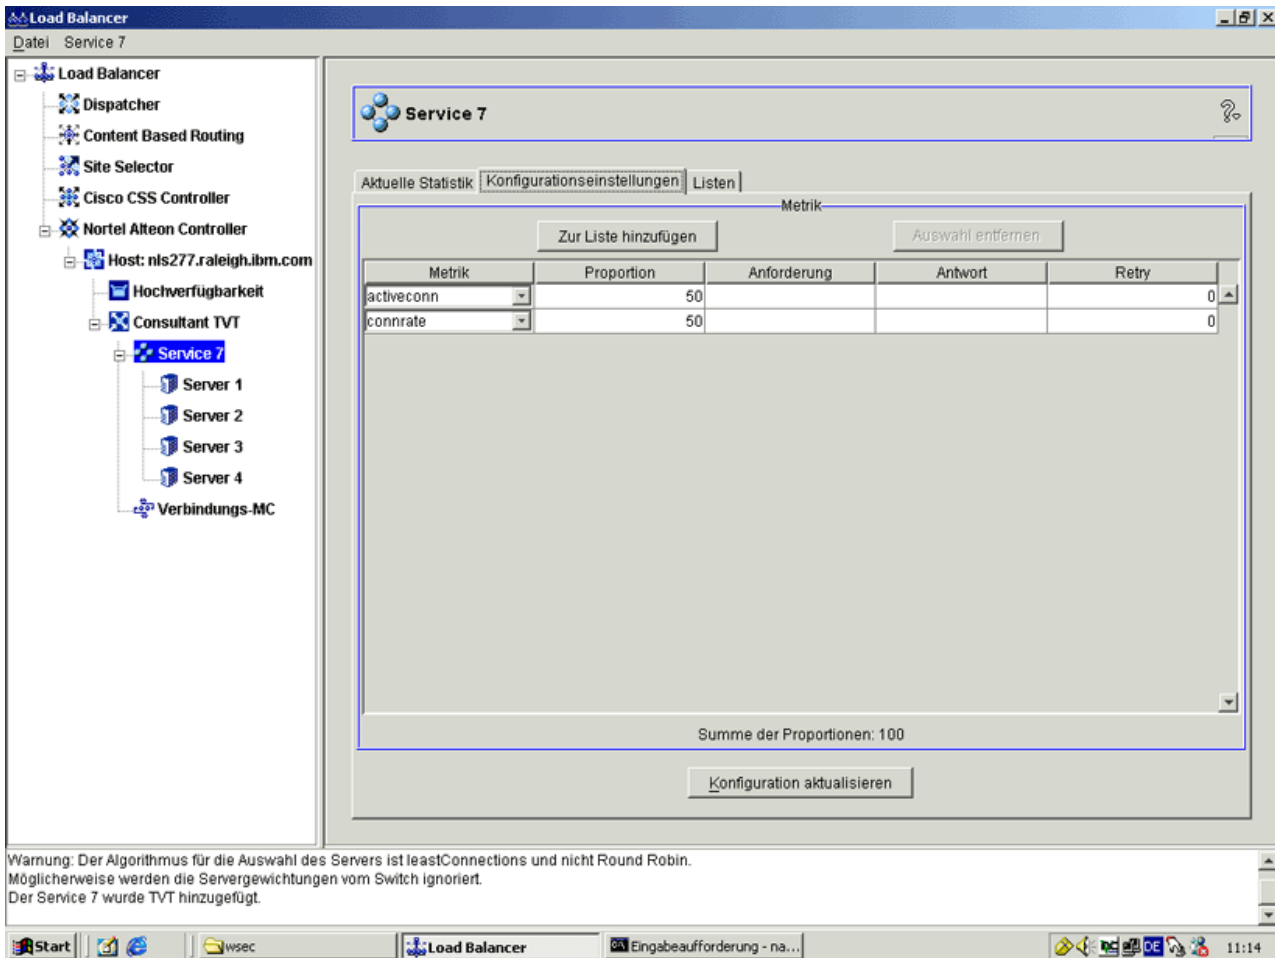 Load Balancer
Datei Service 7
Load Balancer
Dispatcher
Content Based Routing
Site Selector
Cisco CSS Controller
Nortel Alteon Controller
Host: nls277.raleigh.ibm.com
Hochverfügbarkeit
Consultant TVT
Service 7
Server 1
Server 2
Server 3
Server 4
Verbindungs-MC
Service 7
Aktuelle Statistik Konfigurationseinstellungen Listen
Metrik
Zur Liste hinzufügen Auswahl entfernen
Metrik Proportion Anforderung Antwort Retry
activeconn 50 0
connrate 50 0
Summe der Proportionen: 100
Konfiguration aktualisieren
Warnung: Der Algorithmus für die Auswahl des Servers ist leastConnections und nicht Round Robin.
Möglicherweise werden die Servergewichtungen vom Switch ignoriert.
Der Service 7 wurde TVT hinzugefügt.
Start wsec Load Balancer Eingabeaufforderung - na... DE 11:14